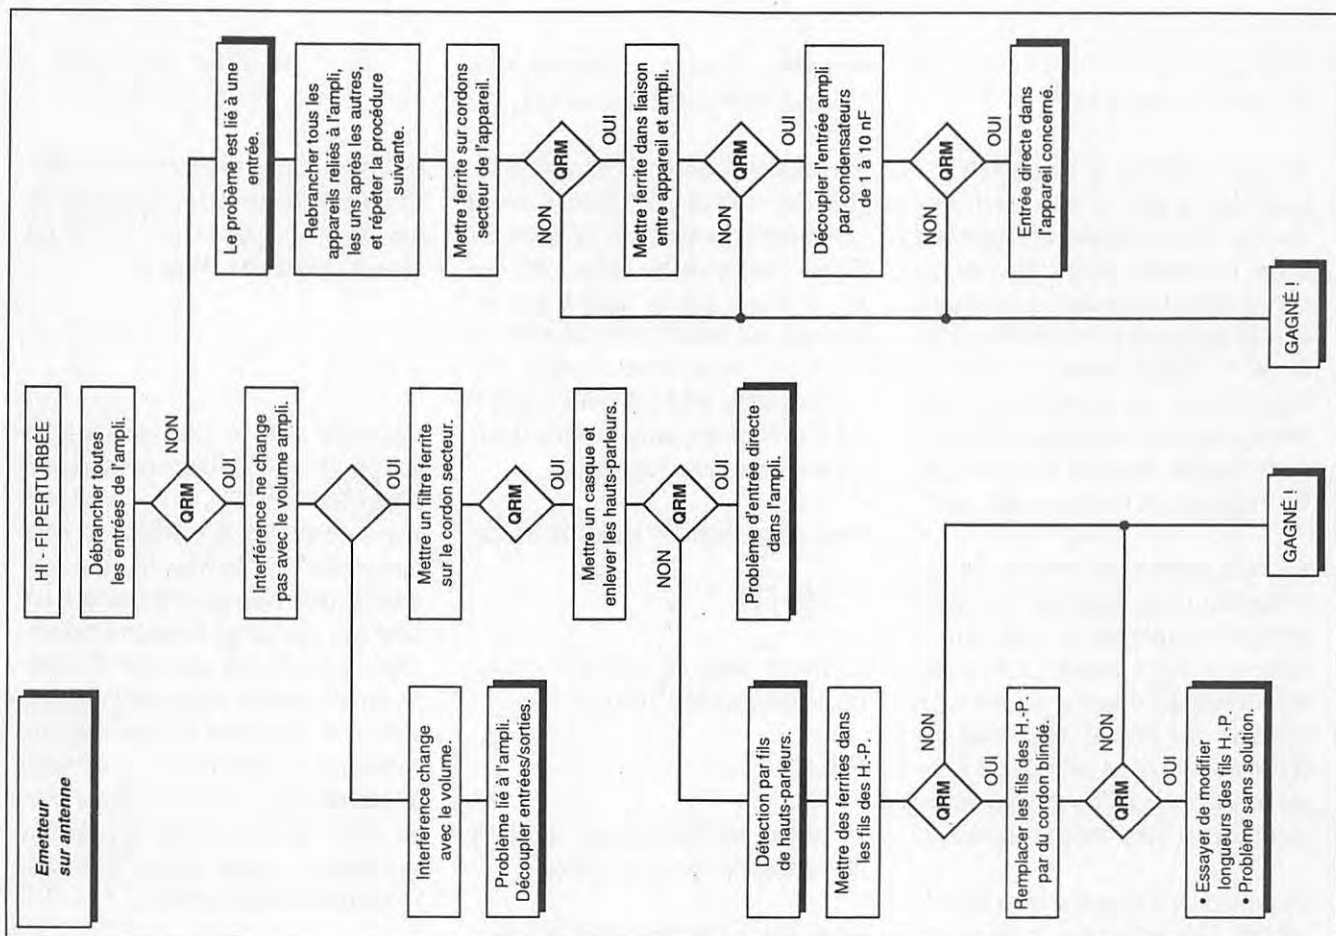 Emetteur
sur antenne
HI - FI PERTURBÉE
Débrancher toutes
les entrées de l'ampli.
QRM
NON
OUI
Interférence ne change
pas avec le volume ampli.
OUI
Interférence change
avec le volume.
Problème lié à l'ampli.
Découpler entrées/sorties.
Mettre un filtre ferrite
sur le cordon secteur.
QRM
OUI
Mettre un casque et
enlever les hauts-parleurs.
QRM
NON
OUI
Problème d'entrée directe
dans l'ampli.
Détection par fils
de hauts-parleurs.
Mettre des ferrites dans
les fils des H.-P.
QRM
NON
OUI
Remplacer les fils des H.-P.
par du cordon blindé.
QRM
NON
OUI
• Essayer de modifier
longueurs des fils H.-P.
• Problème sans solution.
GAGNÉ !
Le problème est lié à une
entrée.
Rebrancher tous les
appareils reliés à l'ampli,
les uns après les autres,
et répéter procédure
suivante.
Mettre ferrite sur cordons
secteur de l'appareil.
QRM
NON
OUI
Mettre ferrite dans liaison
entre appareil et ampli.
QRM
NON
OUI
Découpler l'entrée ampli
par condensateurs
de 1 à 10 nF
QRM
NON
OUI
Entrée directe dans
l'appareil concerné.
GAGNÉ !